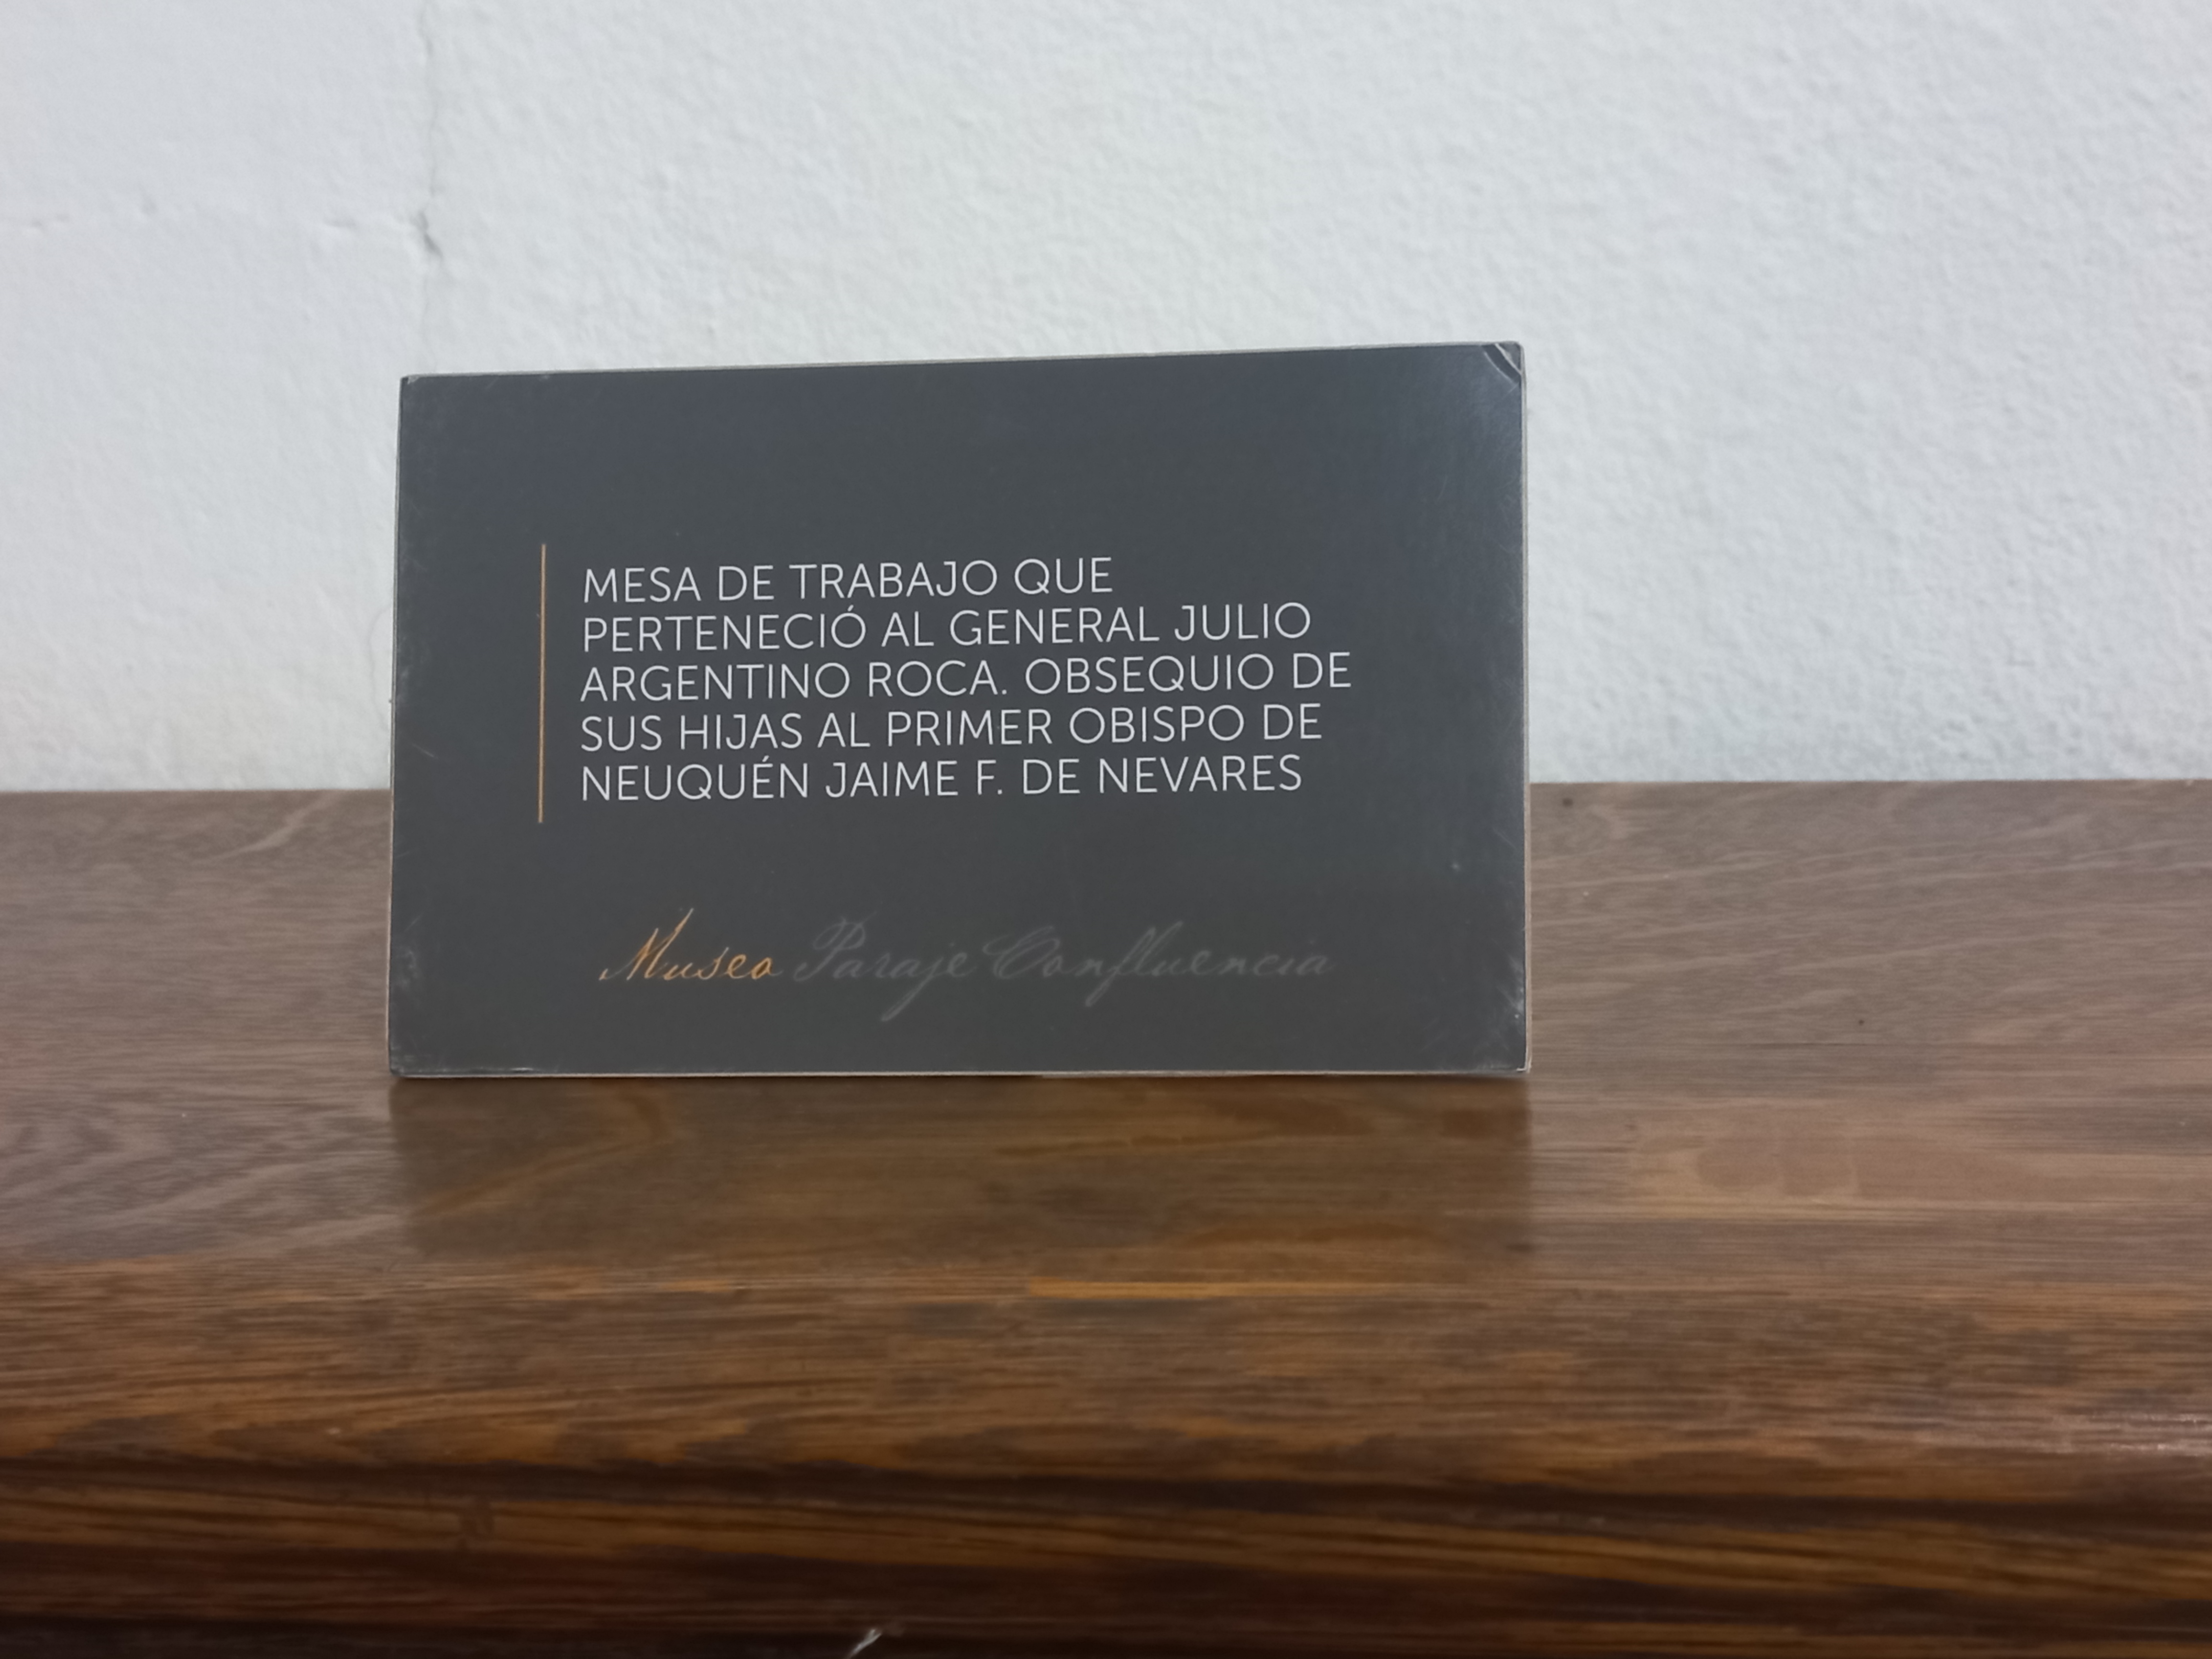 MESA DE TRABAJO QUE
PERTENECIÓ AL GENERAL JULIO
ARGENTINO ROCA. OBSEQUIO DE
SUS HIJAS AL PRIMER OBISPO DE
NEUQUÉN JAIME F. DE NEVARES
Museo Paraje Confluencia